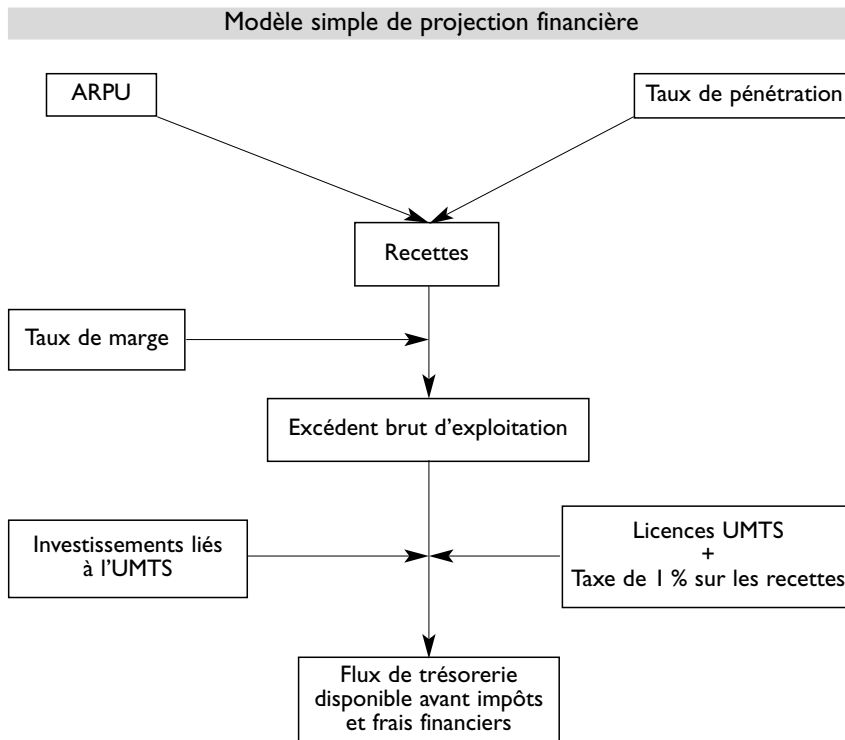 Modèle simple de projection financière
ARPU
Taux de pénétration
Recettes
Taux de marge
Excédent brut d'exploitation
Investissements liés
à l'UMTS
Licences UMTS
+
Taxe de 1 % sur les recettes
Flux de trésorerie
disponible avant impôts
et frais financiers